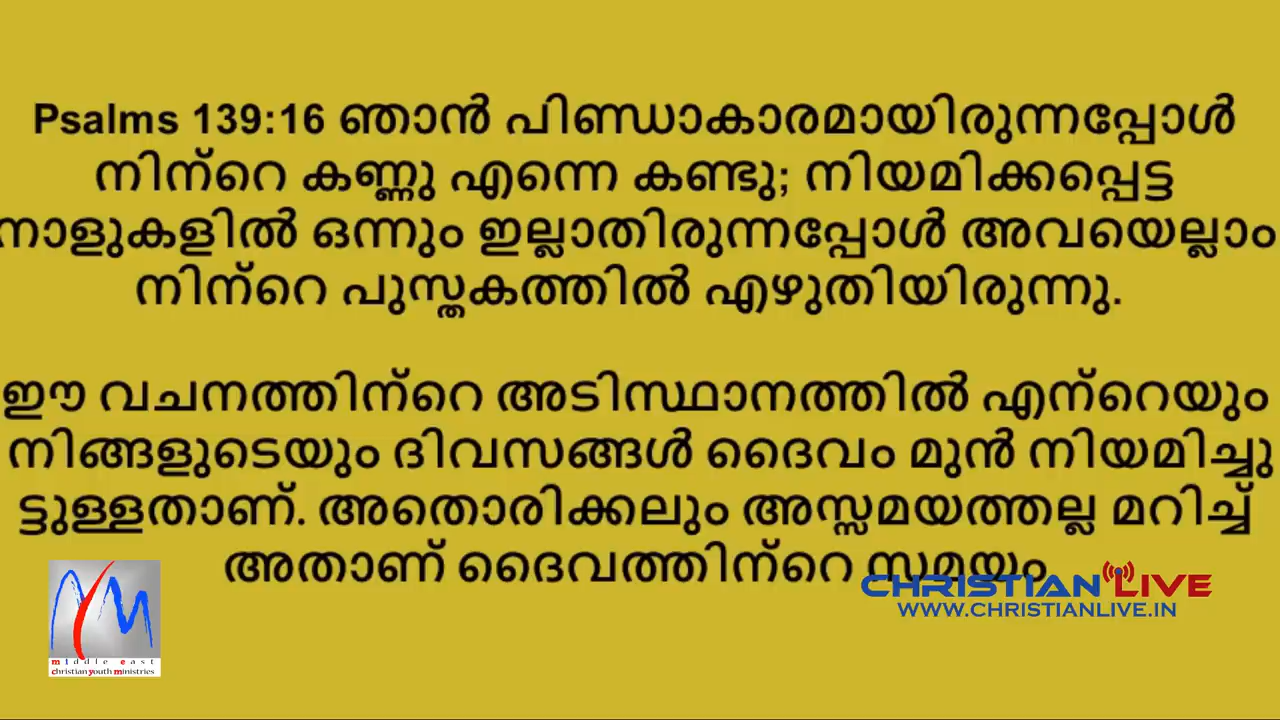 Psalms 139:16 ഞാൻ പിണ്ഡാകാരമായിരുന്നപ്പോൾ
നിന്റെ കണ്ണു എന്നെ കണ്ടു; നിയമിക്കപ്പെട്ട
നാളുകളിൽ ഒന്നും ഇല്ലാതിരുന്നപ്പോൾ അവയെല്ലാം
നിന്റെ പുസ്തകത്തിൽ എഴുതിയിരുന്നു.
ഈ വചനത്തിന്റെ അടിസ്ഥാനത്തിൽ എന്റെയും
നിങ്ങളുടെയും ദിവസങ്ങൾ ദൈവം മുൻ നിയമിച്ചു
ട്ടുള്ളതാണ്. അതൊരിക്കലും അസ്സമയത്തല്ല മറിച്ച്
അതാണ് ദൈവത്തിന്റെ സമയം
CHRISTIAN LIVE
WWW.CHRISTIANLIVE.IN
middle east
christian youth ministries